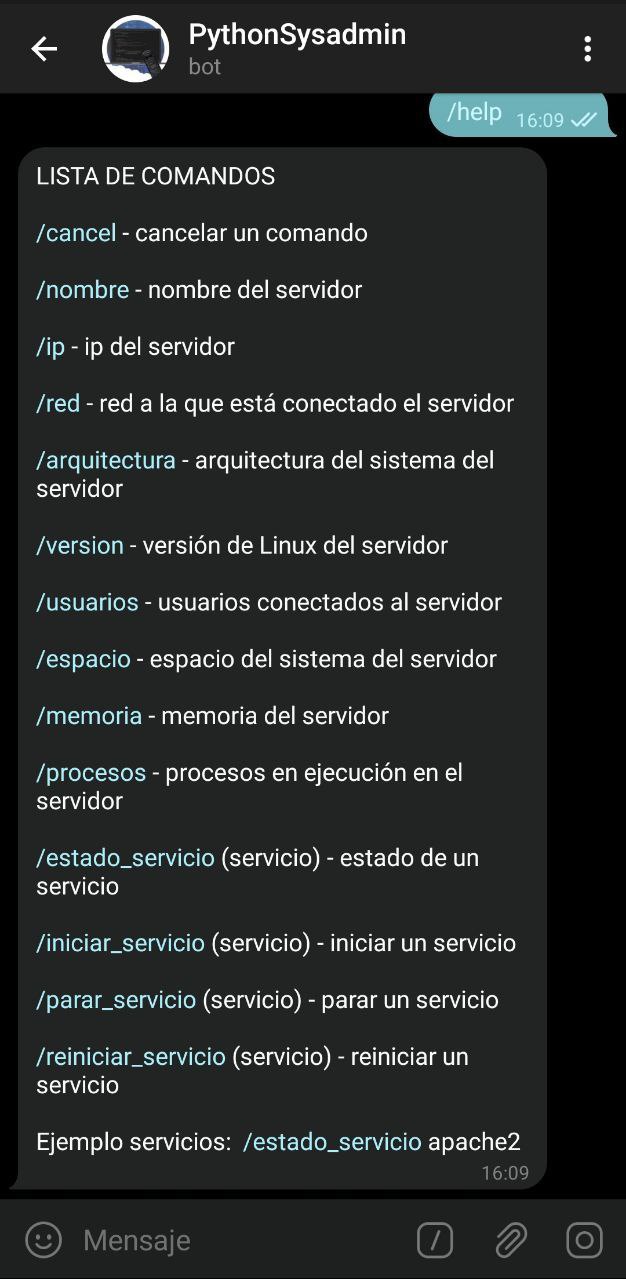 PythonSysadmin
bot
/help 16:09
LISTA DE COMANDOS
/cancel - cancelar un comando
/nombre - nombre del servidor
/ip - ip del servidor
/red - red a la que está conectado el servidor
/arquitectura - arquitectura del sistema del
servidor
/version - versión de Linux del servidor
/usuarios - usuarios conectados al servidor
/espacio - espacio del sistema del servidor
/memoria - memoria del servidor
/procesos - procesos en ejecución en el
servidor
/estado_servicio (servicio) - estado de un
servicio
/iniciar_servicio (servicio) - iniciar un servicio
/parar_servicio (servicio) - parar un servicio
/reiniciar_servicio (servicio) - reiniciar un
servicio
Ejemplo servicios: /estado_servicio apache2
16:09
Mensaje